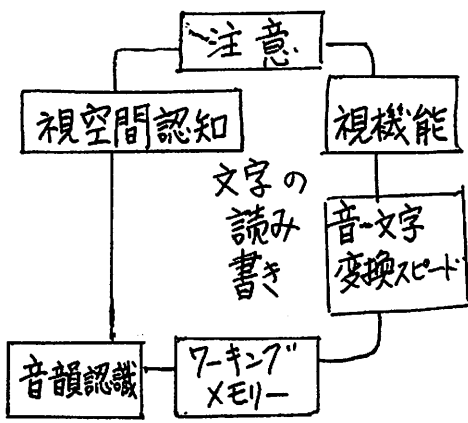 注意
視空間認知
視機能
文字の
読み
書き
音ー文字
変換スピード
音韻認識
ワーキング
メモリー